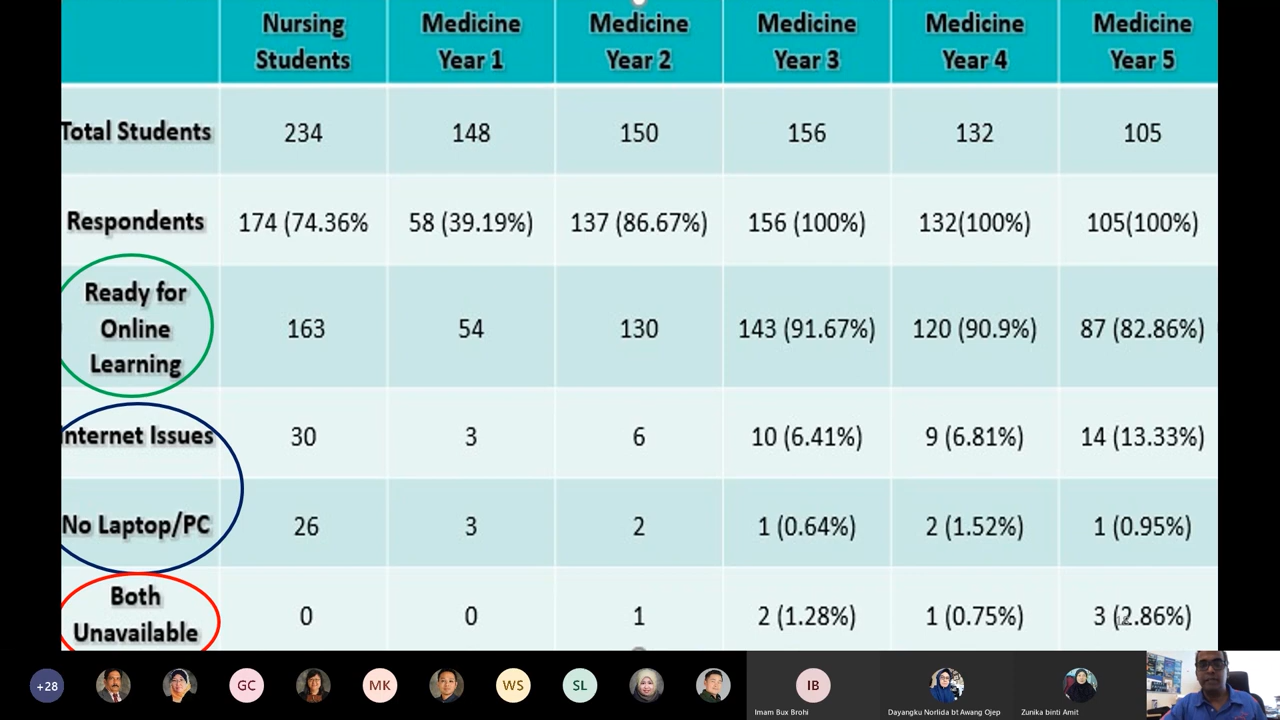 Nursing Students
Medicine Year 1
Medicine Year 2
Medicine Year 3
Medicine Year 4
Medicine Year 5
Total Students 234 148 150 156 132 105
Respondents 174 (74.36% 58 (39.19%) 137 (86.67%) 156 (100%) 132(100%) 105(100%)
Ready for Online Learning 163 54 130 143 (91.67%) 120 (90.9%) 87 (82.86%)
Internet Issues 30 3 6 10 (6.41%) 9 (6.81%) 14 (13.33%)
No Laptop/PC 26 3 2 1 (0.64%) 2 (1.52%) 1 (0.95%)
Both Unavailable 0 0 1 2 (1.28%) 1 (0.75%) 3 (2.86%)
+28 GC MK WS SL IB
Imam Bux Brohi Dayangku Norlida bt Awang Ojep Zunika binti Amit